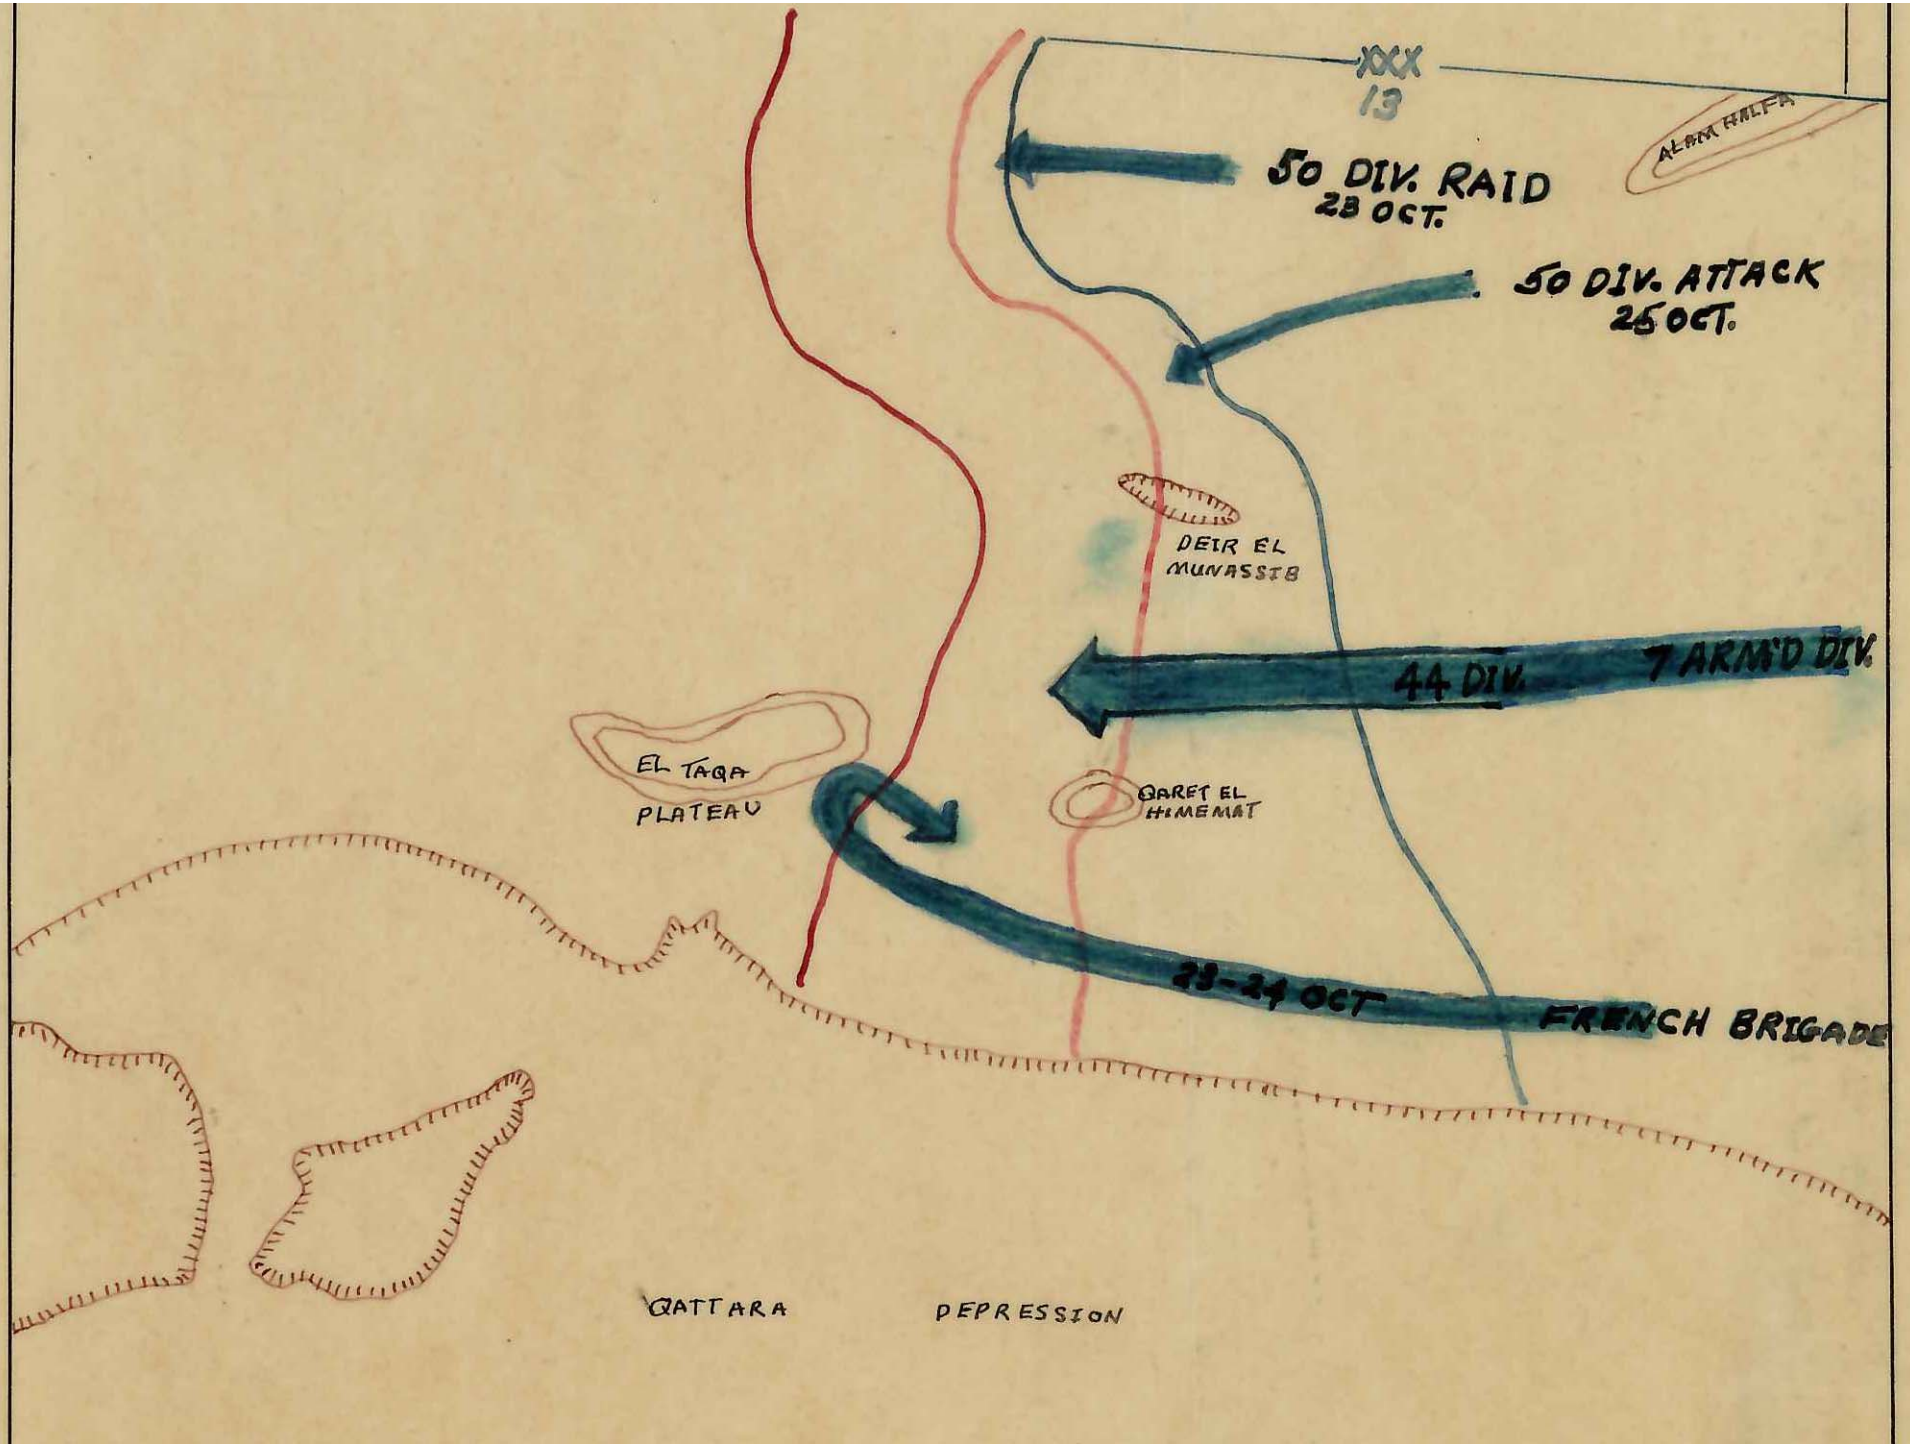 XXX
13
ALAM HALFA
50 DIV. RAID
23 OCT.
50 DIV. ATTACK
25 OCT.
DEIR EL
MUNASSIB
7 ARM'D DIV.
44 DIV.
EL TAQA
PLATEAU
QARET EL
HIMEMAT
23-24 OCT
FRENCH BRIGADE
QATTARA DEPRESSION